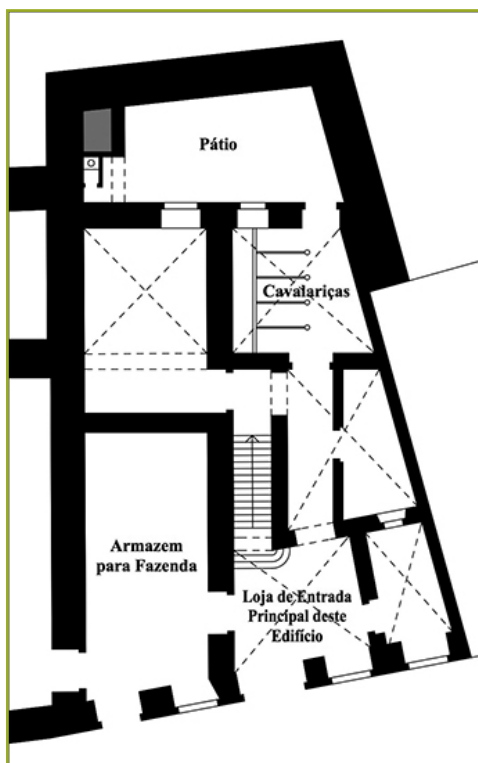 Pátio
Cavalariças
Armazem
para Fazenda
Loja de Entrada
Principal deste
Edifício